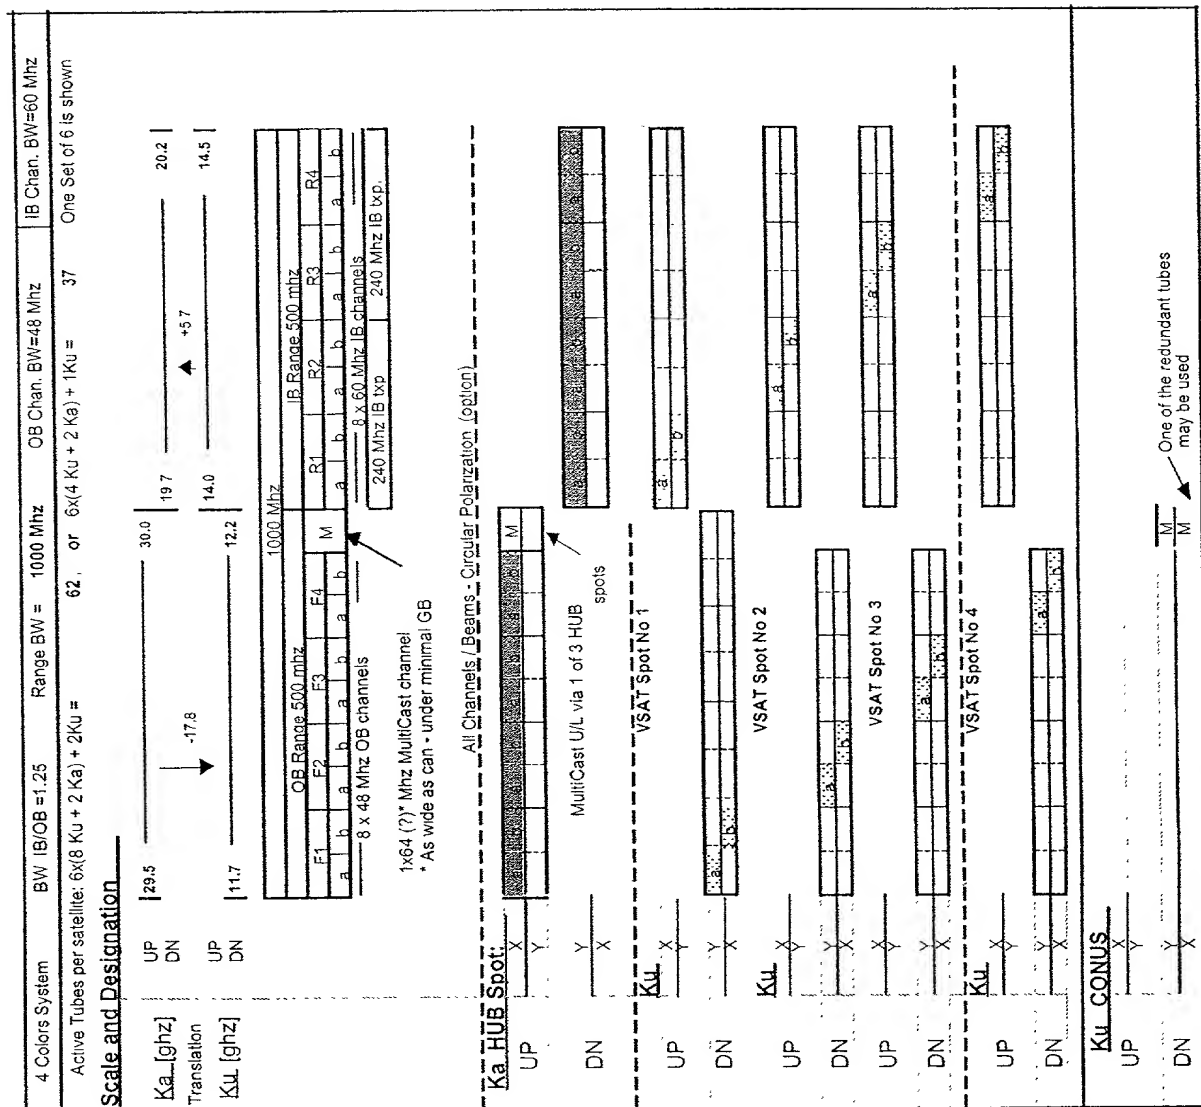 4 Colors System BW IB/OB =1.25 Range BW = 1000 Mhz OB Chan. BW=48 Mhz IB Chan. BW=60 Mhz
Active Tubes per satellite: 6x(8 Ku + 2 Ka) + 2Ku = 62, or 6x(4 Ku + 2 Ka) + 1Ku = 37 One Set of 6 is shown
Scale and Designation
Ka [ghz] UP 29.5 30.0
DN 19.7 20.2
Translation -17.8 +5.7
Ku [ghz] UP 14.0 14.5
DN 11.7 12.2
1000 Mhz
OB Range 500 mhz IB Range 500 mhz
F1 F2 F3 F4 M R1 R2 R3 R4
a b a b a b a b a b a b a b a b
8 x 48 Mhz OB channels 8 x 60 Mhz IB channels
240 Mhz IB txp 240 Mhz IB txp.
1x64 (?)* Mhz MultiCast channel
* As wide as can - under minimal GB
All Channels / Beams - Circular Polarization (option)
Ka HUB Spot:
UP X a b a b a b a b M
Y
MultiCast U/L via 1 of 3 HUB
spots
DN Y a b a b a b a b
X
Ku VSAT Spot No 1
UP X a
Y b
DN Y a
X b
Ku VSAT Spot No 2
UP X a
Y b
DN Y a
X b
VSAT Spot No 3
UP X a
Y b
DN Y a
X b
Ku VSAT Spot No 4
UP X a
Y b
DN Y a
X b
Ku CONUS
UP X
Y
DN Y M
X M
One of the redundant tubes
may be used